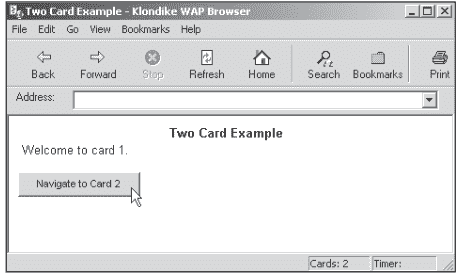 Two Card Example - Klondike WAP Browser
File Edit Go View Bookmarks Help
Back Forward Stop Refresh Home Search Bookmarks Print
Address:
Two Card Example
Welcome to card 1.
Navigate to Card 2
Cards: 2 Timer: